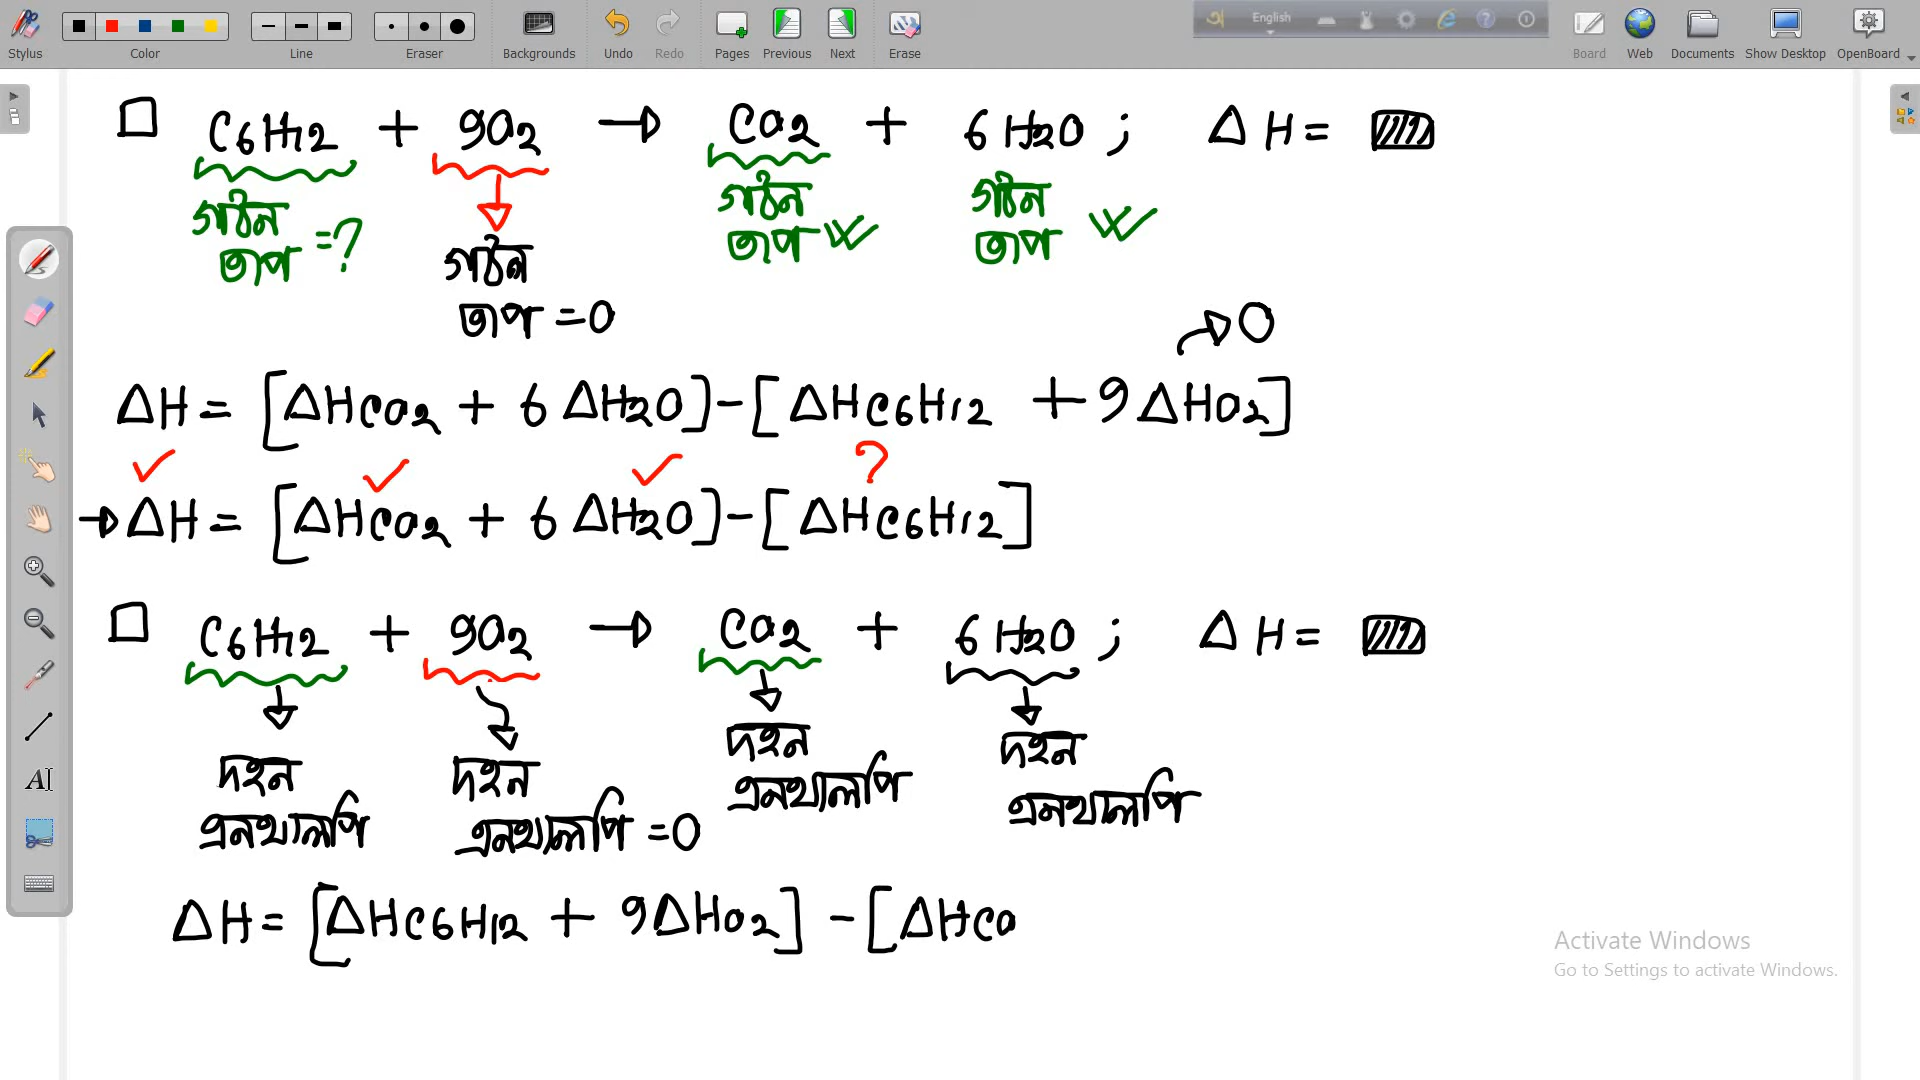 Stylus Color Line Eraser Backgrounds Undo Redo Pages Previous Next Erase English Board Web Documents Show Desktop OpenBoard
C6H12 + 9O2 → CO2 + 6H2O ; ΔH =
গঠন তাপ =?
গঠন তাপ =0
গঠন তাপ
গঠন তাপ
0
ΔH = [ΔHCO2 + 6ΔH2O] - [ΔHC6H12 + 9ΔHO2]
?
→ ΔH = [ΔHCO2 + 6ΔH2O] - [ΔHC6H12]
C6H12 + 9O2 → CO2 + 6H2O ; ΔH =
দহন এনথালপি
দহন এনথালপি =0
দহন এনথালপি
দহন এনথালপি
ΔH = [ΔHC6H12 + 9ΔHO2] - [ΔHCO
Activate Windows
Go to Settings to activate Windows.